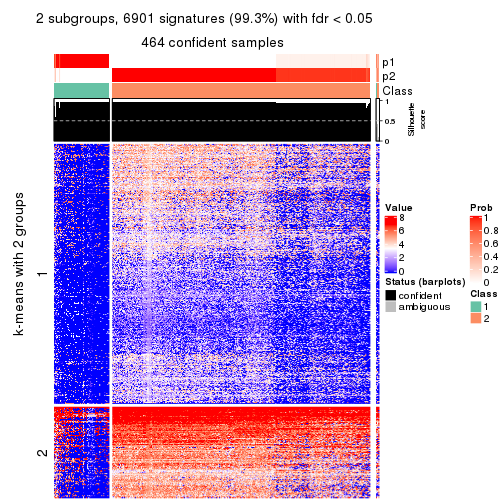 2 subgroups, 6901 signatures (99.3%) with fdr < 0.05
464 confident samples
p1
p2
Class
1
0.5
0
Silhouette
score
k-means with 2 groups
1
2
Value
8
6
4
2
0
Status (barplots)
confident
ambiguous
Prob
1
0.8
0.6
0.4
0.2
0
Class
1
2